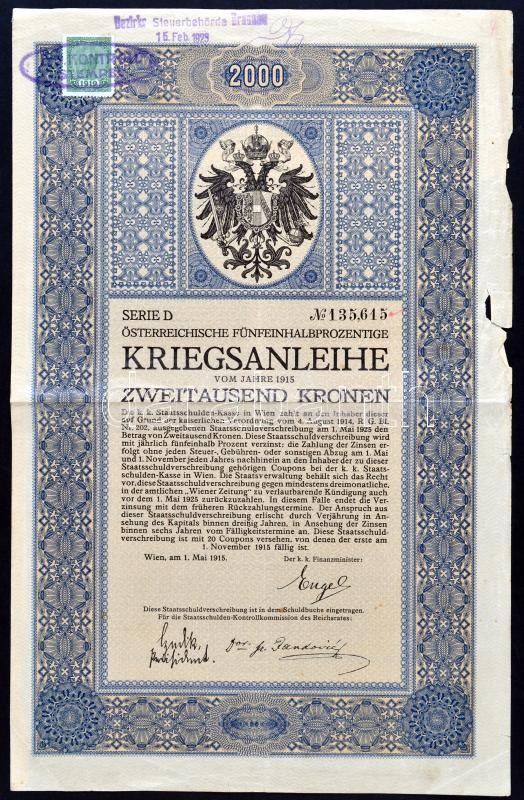 Bezirks Steuerbehörde
15. Feb. 1923
KONTROLL
1919
2000
SERIE D
№ 135,615
ÖSTERREICHISCHE FÜNFEINHALBPROZENTIGE
KRIEGSANLEIHE
VOM JAHRE 1915
ZWEITAUSEND KRONEN
Die k. k. Staatsschulden-Kasse in Wien zahlt an den Inhaber dieser
auf Grund der kaiserlichen Verordnung vom 4. August 1914, R. G. Bl.
Nr. 202, ausgegebenen Staatsschuldverschreibung am 1. Mai 1925 den
Betrag von Zweitausend Kronen. Diese Staatsschuldverschreibung wird
mit jährlich fünfeinhalb Prozent verzinst: die Zahlung der Zinsen er-
folgt ohne jeden Steuer-, Gebühren- oder sonstigen Abzug am 1. Mai
und 1. November jeden Jahres nachhinein an den Inhaber der zu dieser
Staatsschuldverschreibung gehörigen Coupons bei der k. k. Staats-
schulden-Kasse in Wien. Die Staatsverwaltung behält sich das Recht
vor, diese Staatsschuldverschreibung gegen mindestens dreimonatliche,
in der amtlichen „Wiener Zeitung" zu verlautbarende Kündigung auch
vor dem 1. Mai 1925 zurückzuzahlen. In diesem Falle endet die Ver-
zinsung mit dem früheren Rückzahlungstermine. Der Anspruch aus
dieser Staatsschuldverschreibung erlischt durch Verjährung in An-
sehung des Kapitals binnen dreißig Jahren, in Ansehung der Zinsen
binnen sechs Jahren vom Fälligkeitstermine an. Diese Staatsschuld-
verschreibung ist mit 20 Coupons versehen, von denen der erste am
1. November 1915 fällig ist.
Wien, am 1. Mai 1915.
Der k. k. Finanzminister:
Engel
Diese Staatsschuldverschreibung ist in dem Schuldbuche eingetragen.
Für die Staatsschulden-Kontrollkommission des Reichsrates:
Präsident.